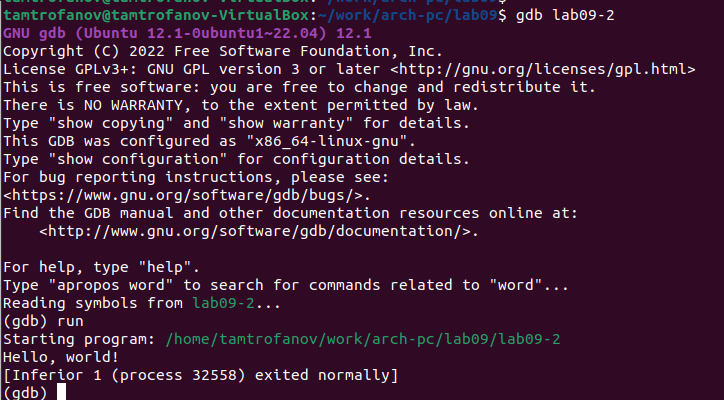 tamtrofanov@tamtrofanov-VirtualBox:~/work/arch-pc/lab09$
tamtrofanov@tamtrofanov-VirtualBox:~/work/arch-pc/lab09$ gdb lab09-2
GNU gdb (Ubuntu 12.1-0ubuntu1~22.04) 12.1
Copyright (C) 2022 Free Software Foundation, Inc.
License GPLv3+: GNU GPL version 3 or later <http://gnu.org/licenses/gpl.html>
This is free software: you are free to change and redistribute it.
There is NO WARRANTY, to the extent permitted by law.
Type "show copying" and "show warranty" for details.
This GDB was configured as "x86_64-linux-gnu".
Type "show configuration" for configuration details.
For bug reporting instructions, please see:
<https://www.gnu.org/software/gdb/bugs/>.
Find the GDB manual and other documentation resources online at:
    <http://www.gnu.org/software/gdb/documentation/>.

For help, type "help".
Type "apropos word" to search for commands related to "word"...
Reading symbols from lab09-2...
(gdb) run
Starting program: /home/tamtrofanov/work/arch-pc/lab09/lab09-2
Hello, world!
[Inferior 1 (process 32558) exited normally]
(gdb)